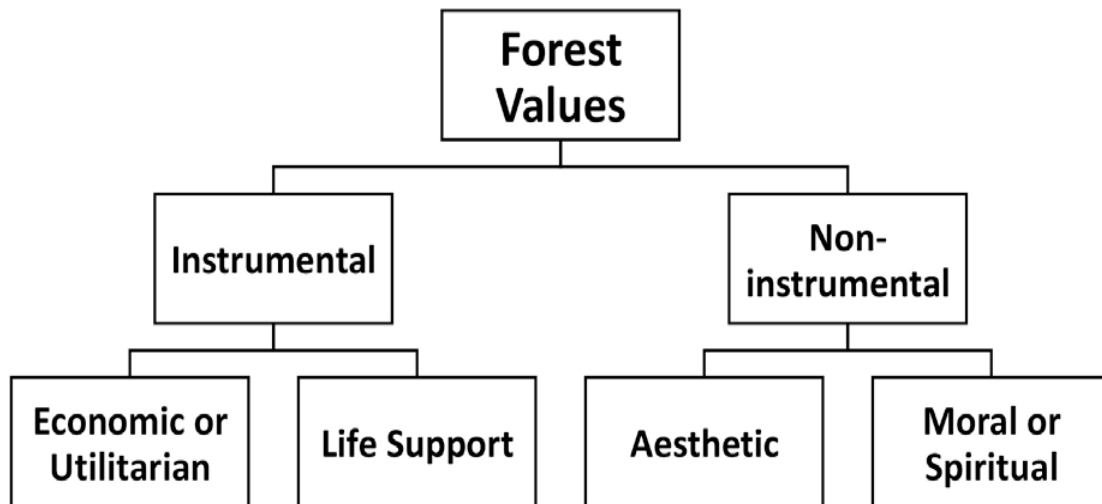 Forest
Values
Instrumental
Non-
instrumental
Economic or
Utilitarian
Life Support
Aesthetic
Moral or
Spiritual